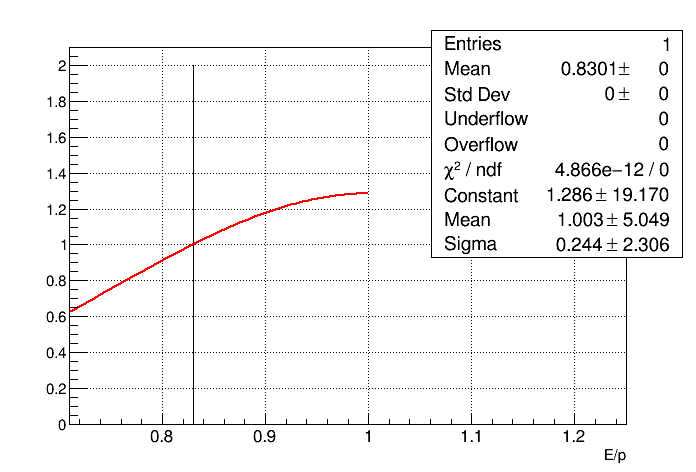 Entries 1
Mean 0.8301± 0
Std Dev 0± 0
Underflow 0
Overflow 0
χ² / ndf 4.866e−12 / 0
Constant 1.286± 19.170
Mean 1.003± 5.049
Sigma 0.244± 2.306
2
1.8
1.6
1.4
1.2
1
0.8
0.6
0.4
0.2
0
0.8 0.9 1 1.1 1.2
E/p